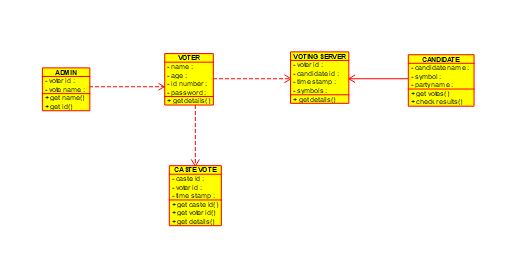 ADMIN
- voter id :
- vote name :
+ get name()
+ get id()
VOTER
- name :
- age :
- id number :
- password :
+ get details()
VOTING SERVER
- voter id :
- candidate id :
- time stamp :
- symbols :
+ get details()
CANDIDATE
- candidate name :
- symbol :
- party name :
+ get votes()
+ check results()
CASTE VOTE
- caste id :
- voter id :
- time stamp :
+ get caste id()
+ get voter id()
+ get details()